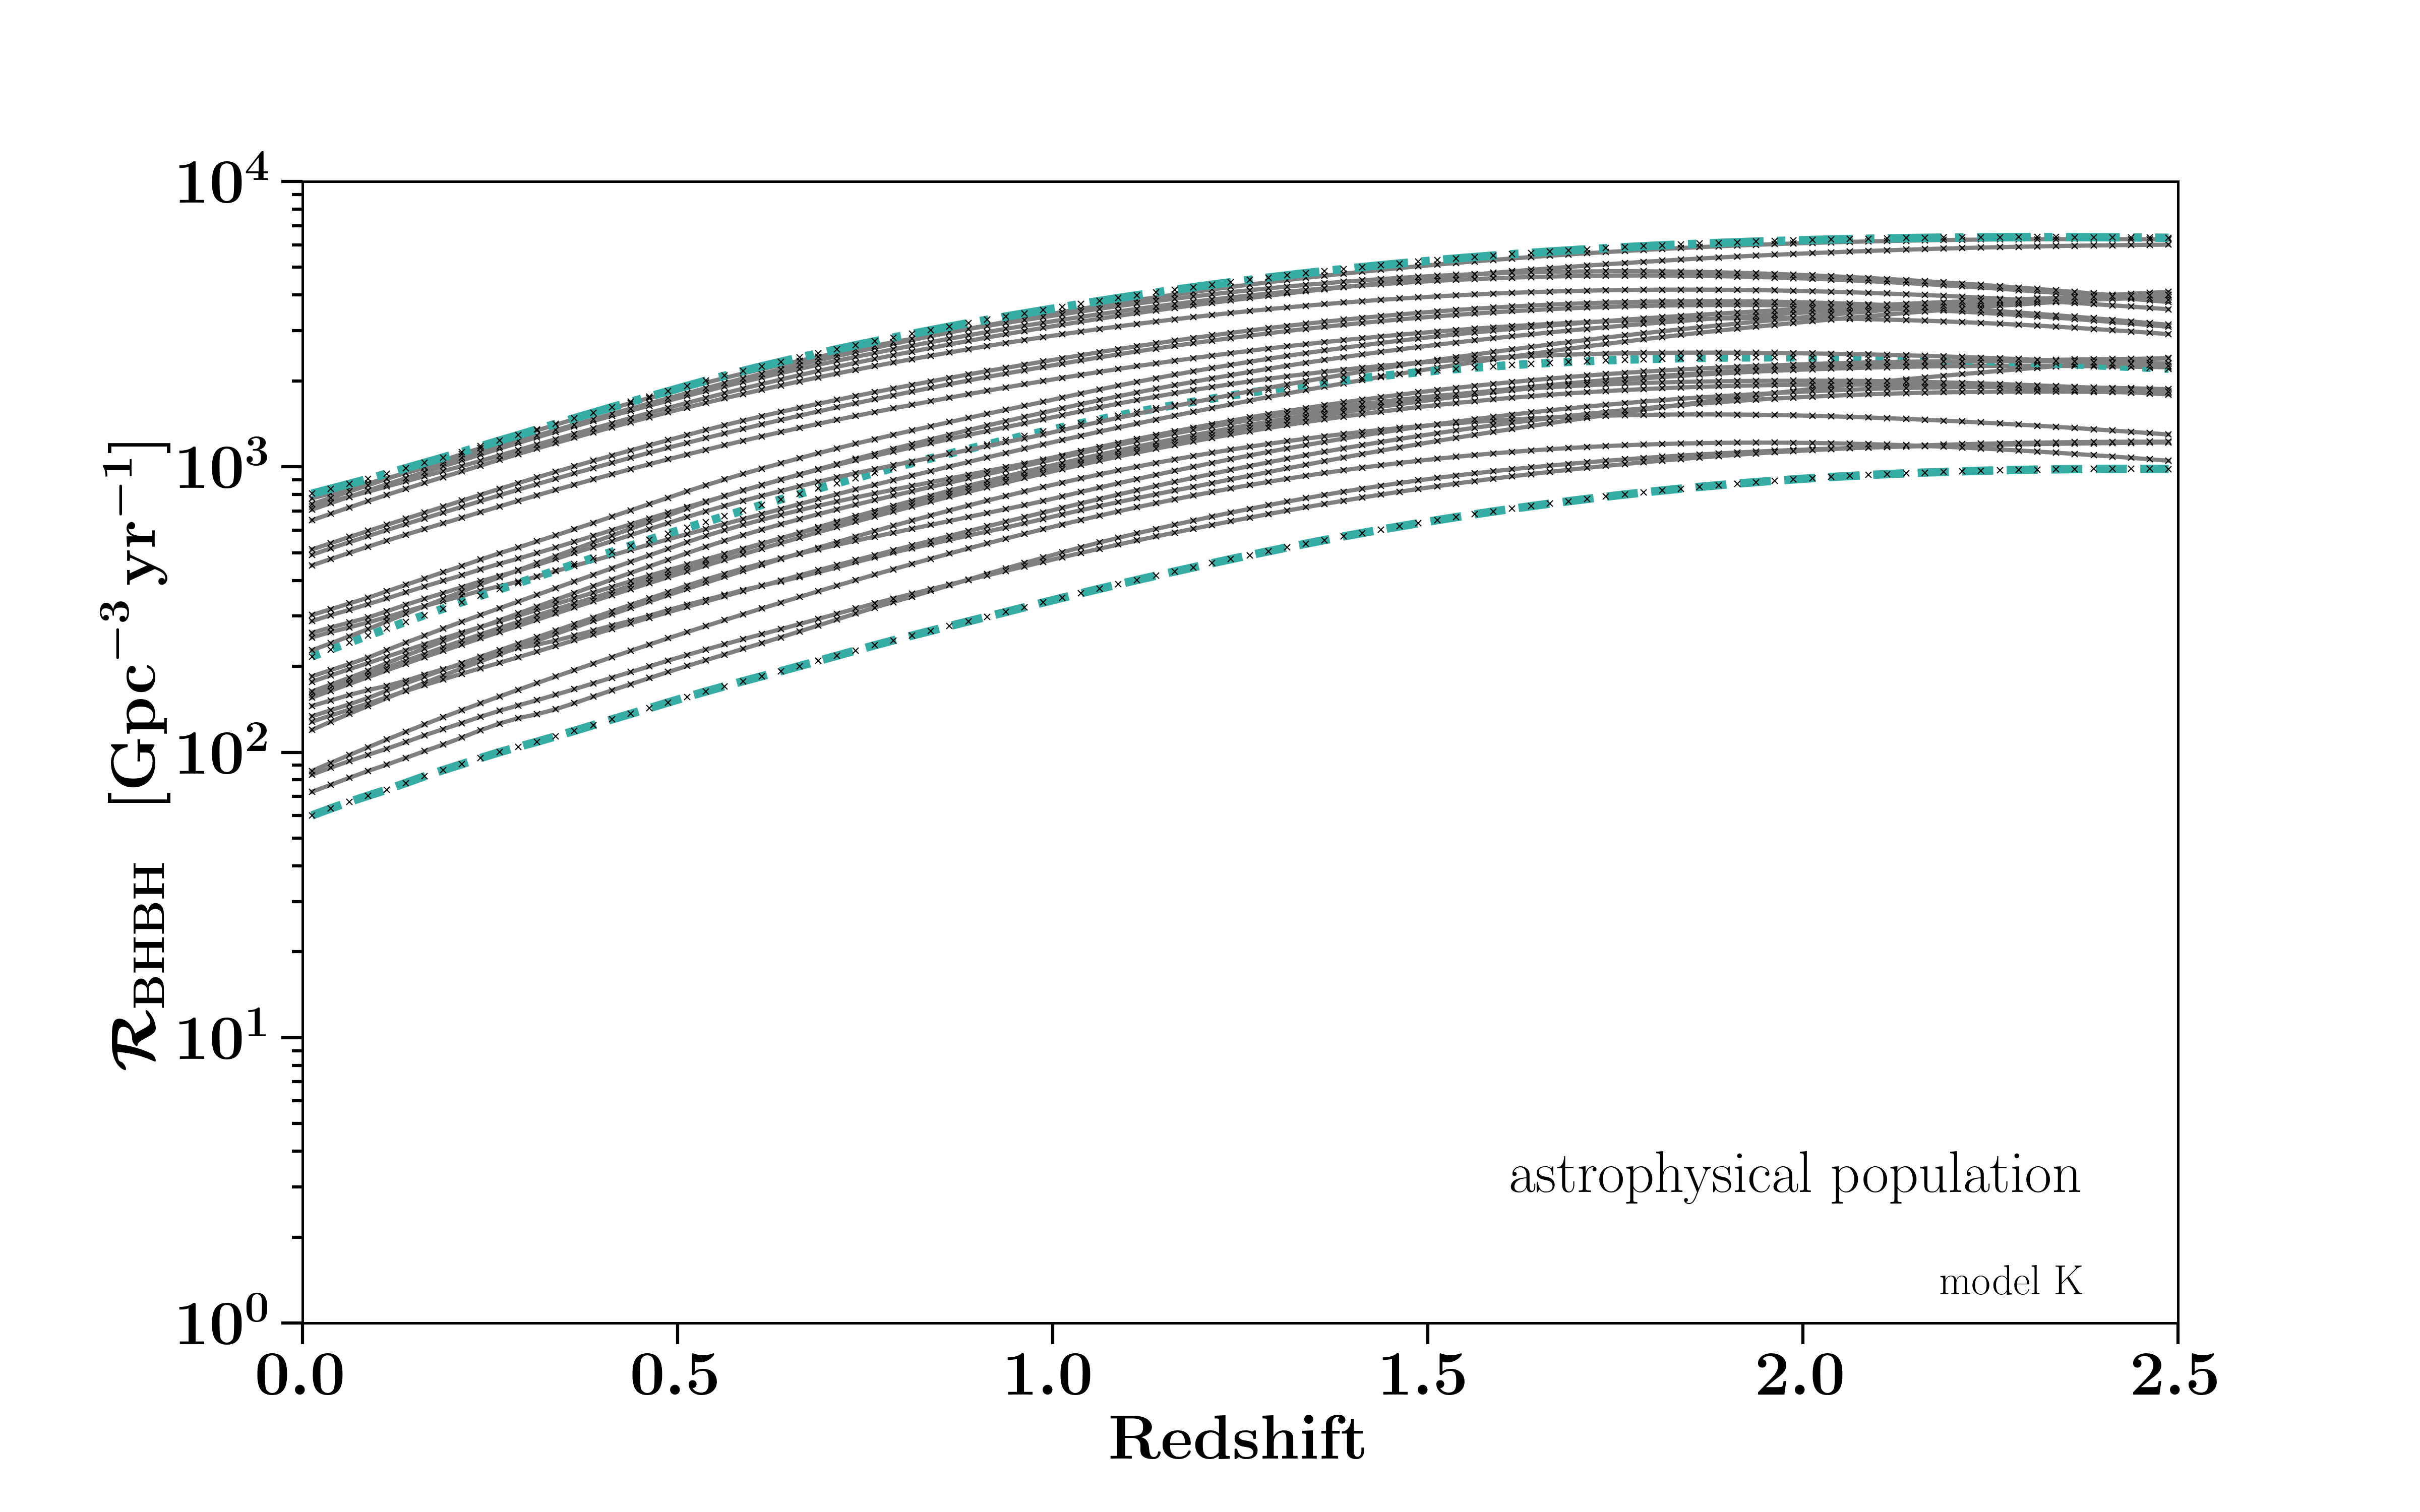 10^4
10^3
10^2
10^1
10^0
ℛ_BHBH [Gpc^−3 yr^−1]
astrophysical population
model K
0.0 0.5 1.0 1.5 2.0 2.5
Redshift